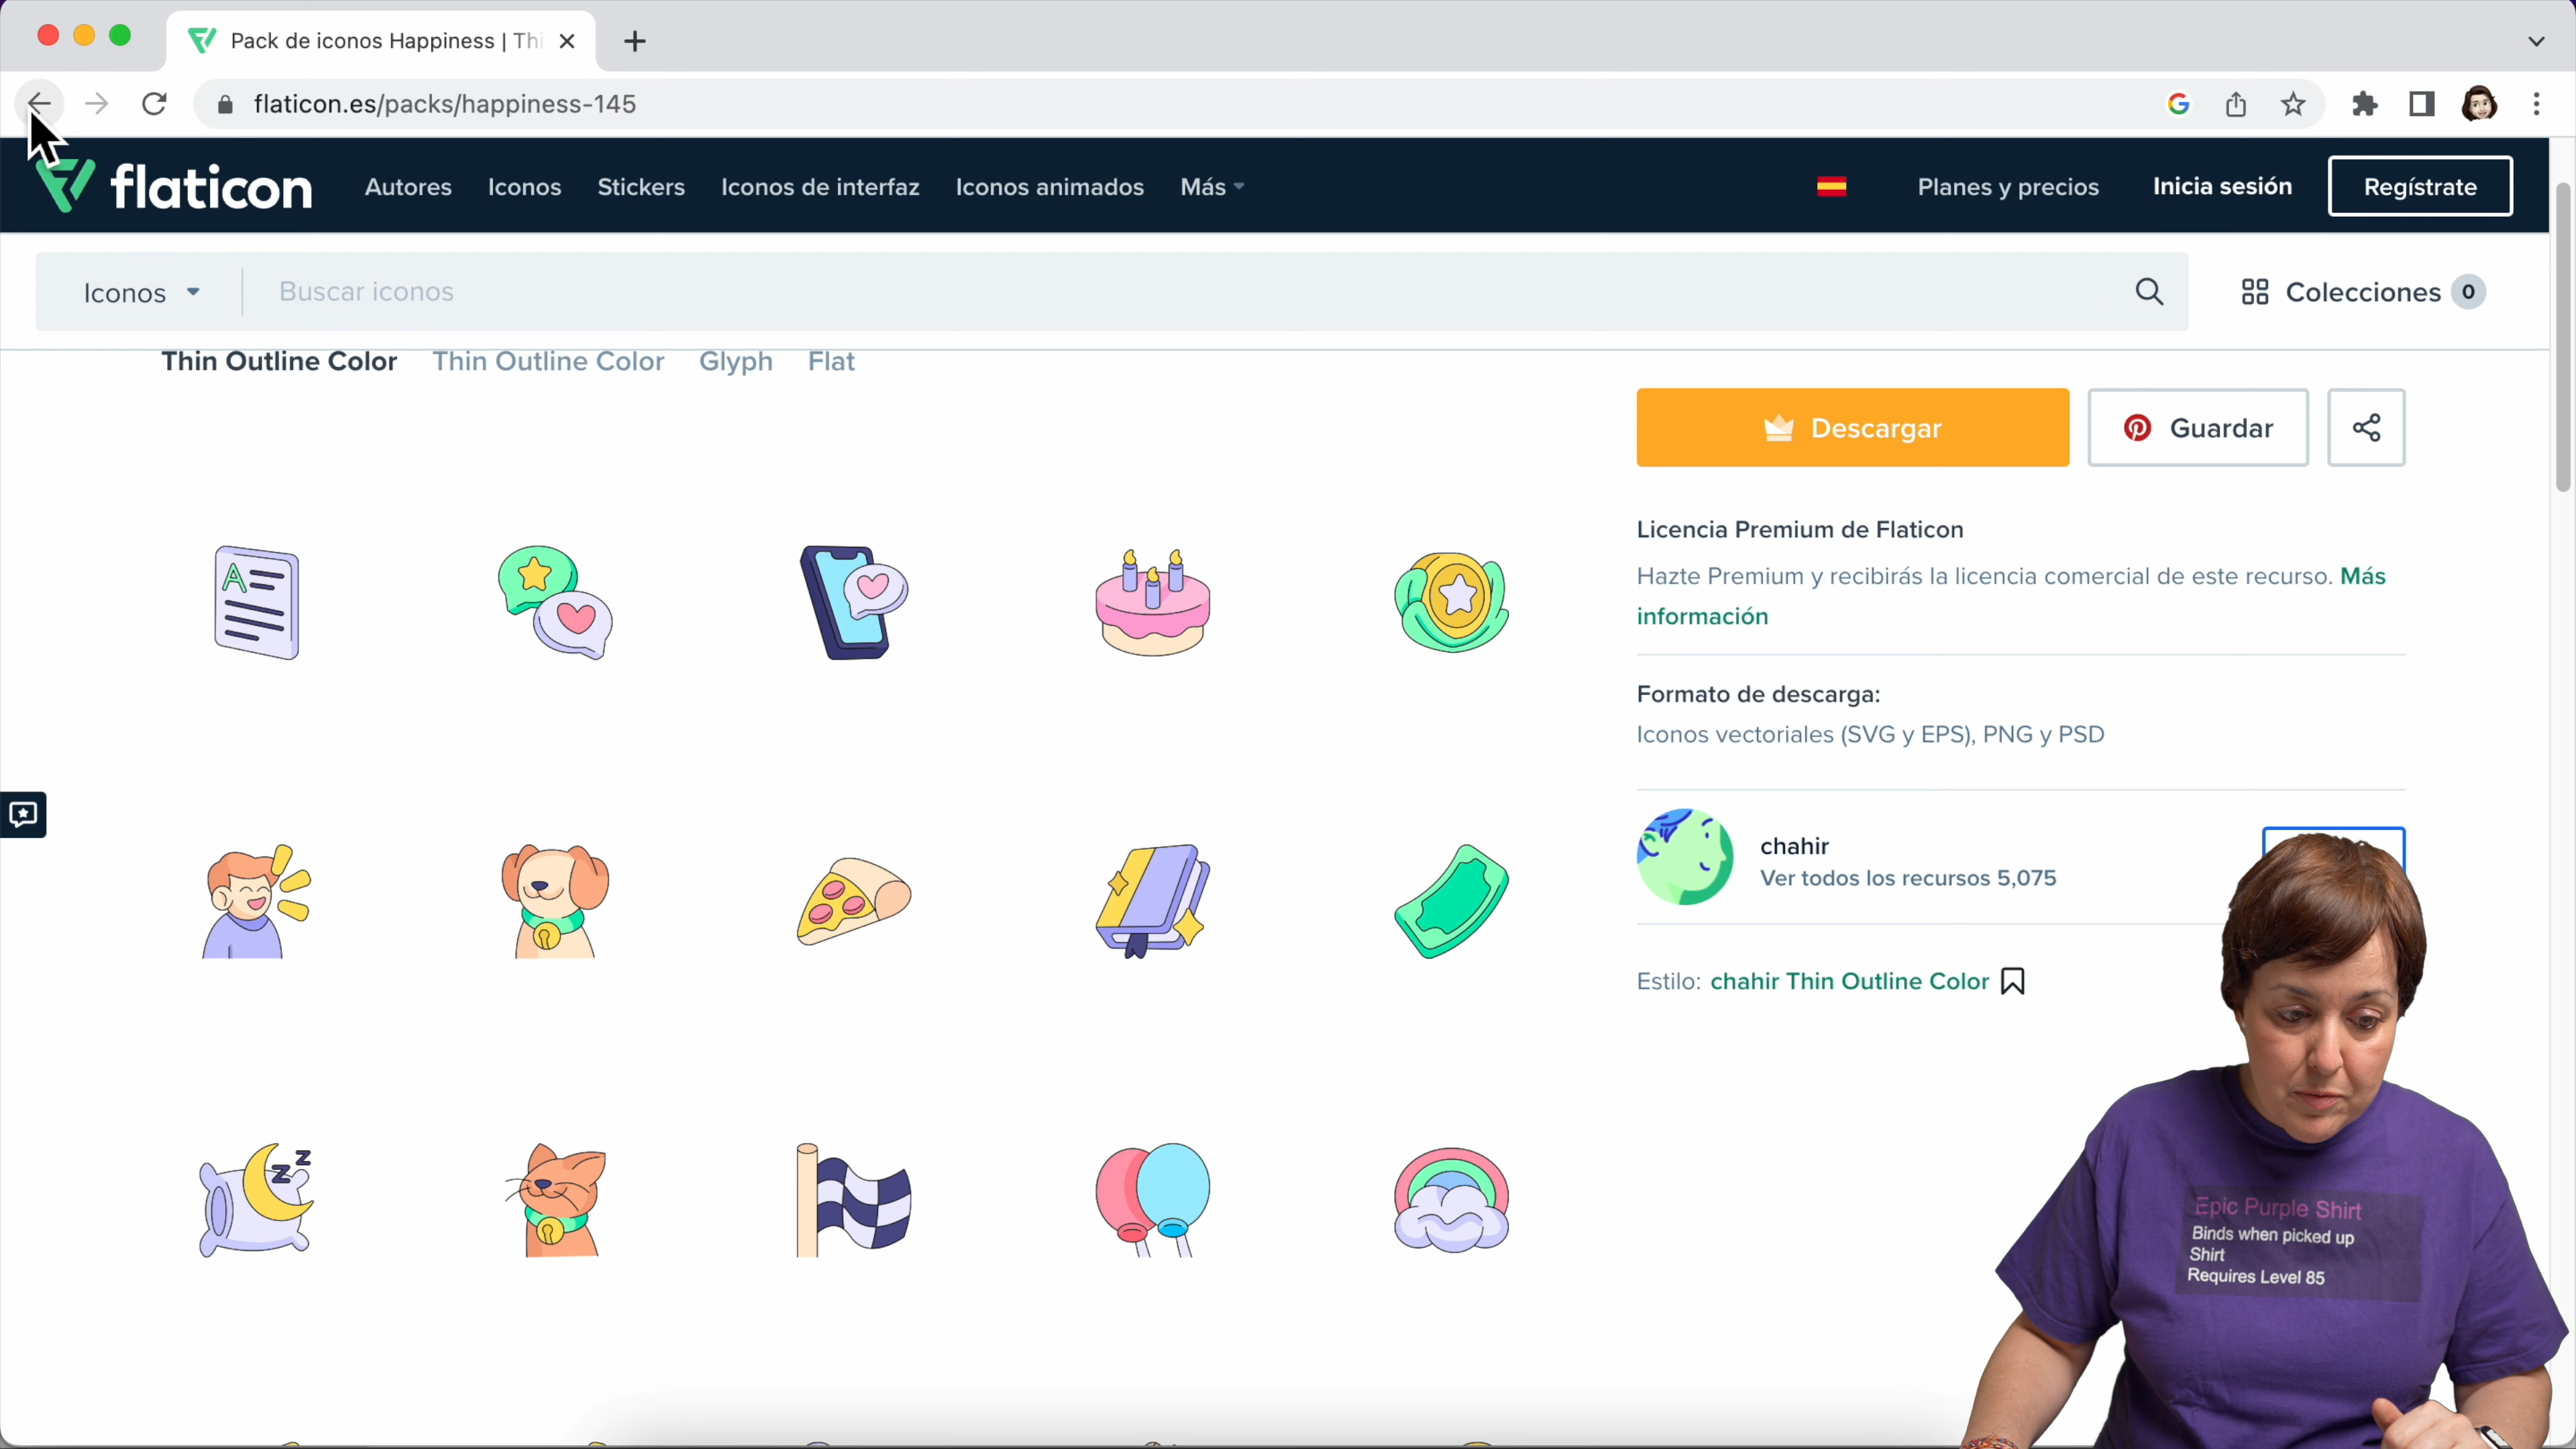 Pack de iconos Happiness | Thi
flaticon.es/packs/happiness-145
flaticon
Autores
Iconos
Stickers
Iconos de interfaz
Iconos animados
Más
Planes y precios
Inicia sesión
Regístrate
Iconos
Buscar iconos
Colecciones
0
Thin Outline Color
Thin Outline Color
Glyph
Flat
Descargar
Guardar
Licencia Premium de Flaticon
Hazte Premium y recibirás la licencia comercial de este recurso. Más
información
Formato de descarga:
Iconos vectoriales (SVG y EPS), PNG y PSD
chahir
Ver todos los recursos 5,075
Estilo: chahir Thin Outline Color
A
z z
Epic Purple Shirt
Binds when picked up
Shirt
Requires Level 85